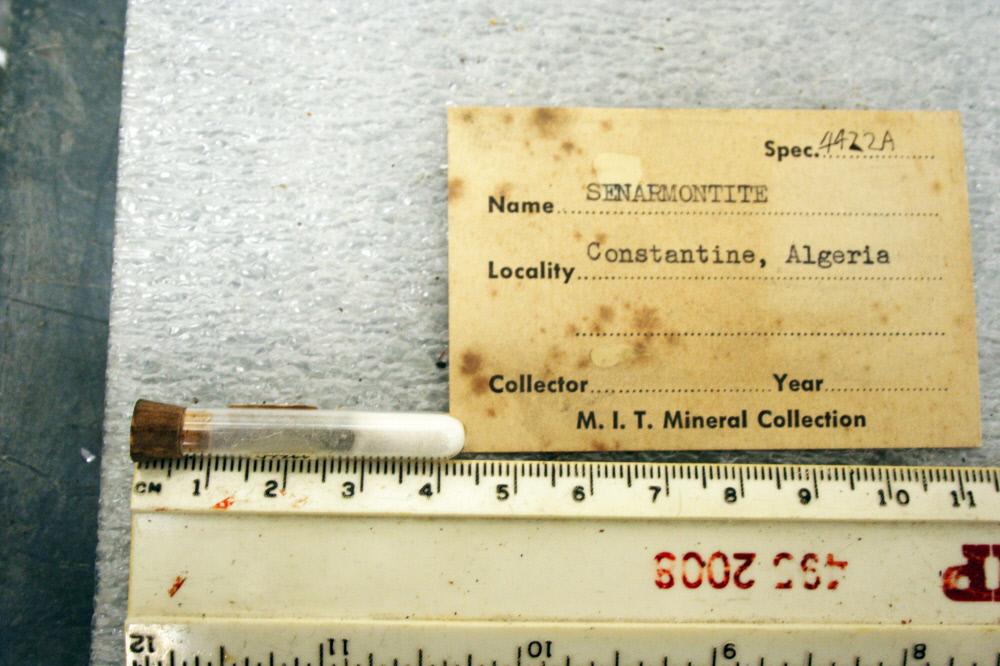 Spec. 4422A
Name SENARMONTITE
Locality Constantine, Algeria
Collector Year
M. I. T. Mineral Collection
CM 1 2 3 4 5 6 7 8 9 10 11
495 2008
12 11 10 9 8